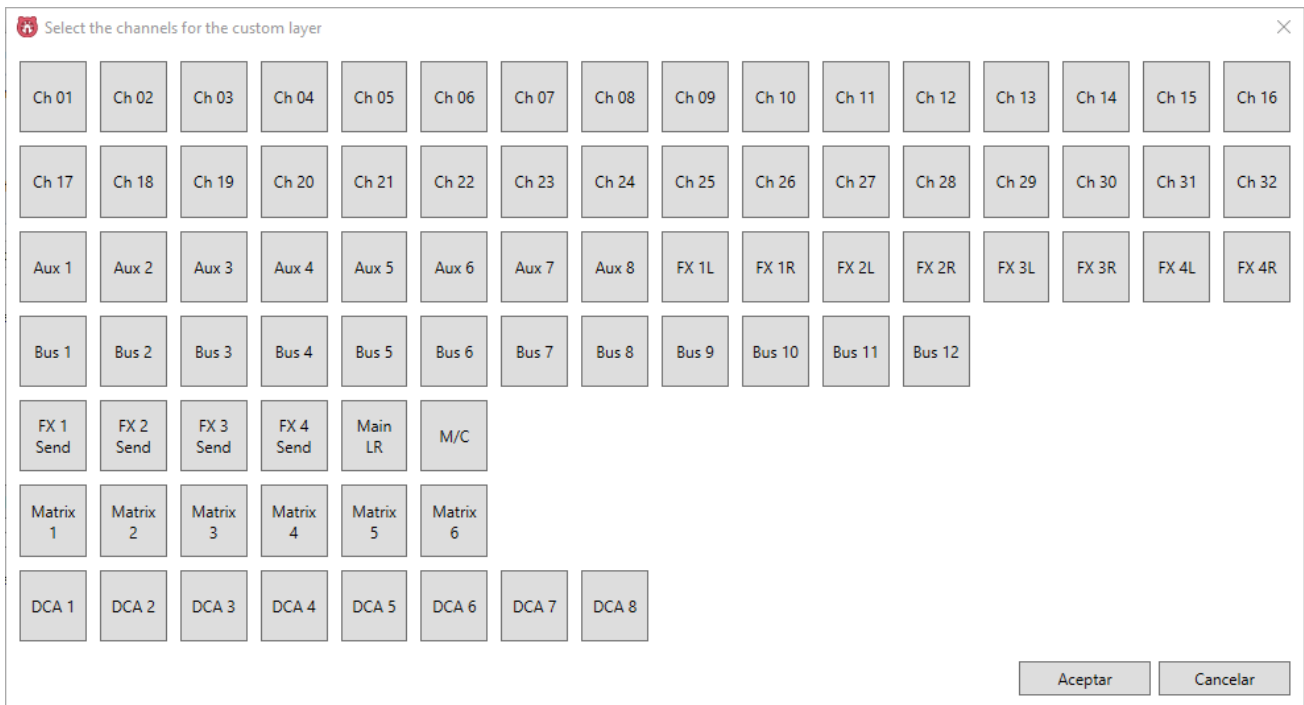 Select the channels for the custom layer
Ch 01 Ch 02 Ch 03 Ch 04 Ch 05 Ch 06 Ch 07 Ch 08 Ch 09 Ch 10 Ch 11 Ch 12 Ch 13 Ch 14 Ch 15 Ch 16
Ch 17 Ch 18 Ch 19 Ch 20 Ch 21 Ch 22 Ch 23 Ch 24 Ch 25 Ch 26 Ch 27 Ch 28 Ch 29 Ch 30 Ch 31 Ch 32
Aux 1 Aux 2 Aux 3 Aux 4 Aux 5 Aux 6 Aux 7 Aux 8 FX 1L FX 1R FX 2L FX 2R FX 3L FX 3R FX 4L FX 4R
Bus 1 Bus 2 Bus 3 Bus 4 Bus 5 Bus 6 Bus 7 Bus 8 Bus 9 Bus 10 Bus 11 Bus 12
FX 1 FX 2 FX 3 FX 4 Main M/C
Send Send Send Send LR
Matrix Matrix Matrix Matrix Matrix Matrix
1 2 3 4 5 6
DCA 1 DCA 2 DCA 3 DCA 4 DCA 5 DCA 6 DCA 7 DCA 8
Aceptar Cancelar